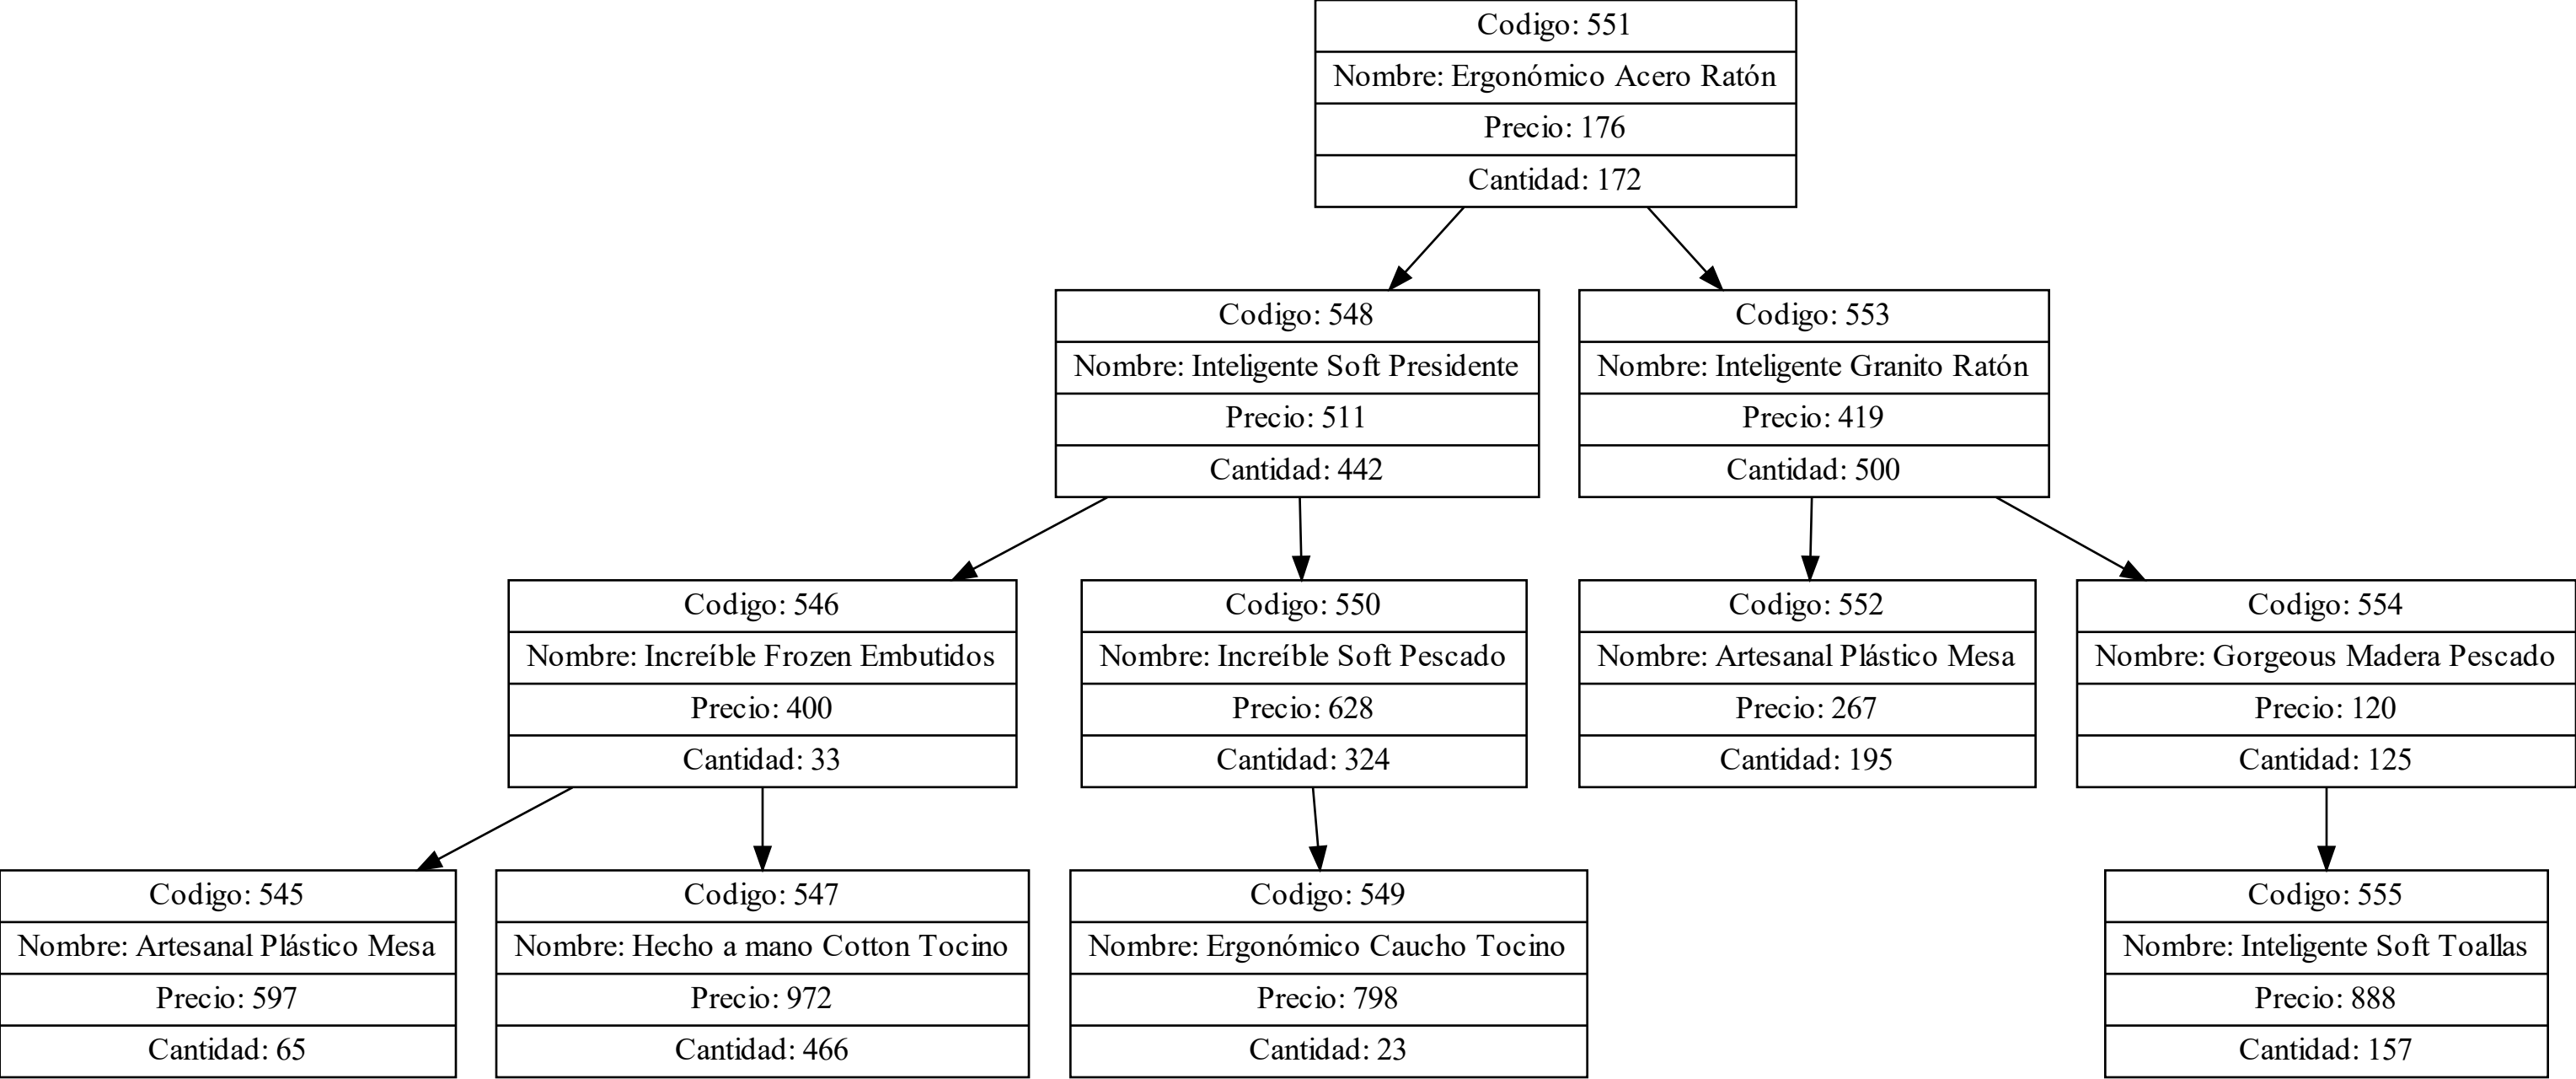 Codigo: 551
Nombre: Ergonómico Acero Ratón
Precio: 176
Cantidad: 172
Codigo: 548
Nombre: Inteligente Soft Presidente
Precio: 511
Cantidad: 442
Codigo: 553
Nombre: Inteligente Granito Ratón
Precio: 419
Cantidad: 500
Codigo: 546
Nombre: Increíble Frozen Embutidos
Precio: 400
Cantidad: 33
Codigo: 550
Nombre: Increíble Soft Pescado
Precio: 628
Cantidad: 324
Codigo: 552
Nombre: Artesanal Plástico Mesa
Precio: 267
Cantidad: 195
Codigo: 554
Nombre: Gorgeous Madera Pescado
Precio: 120
Cantidad: 125
Codigo: 545
Nombre: Artesanal Plástico Mesa
Precio: 597
Cantidad: 65
Codigo: 547
Nombre: Hecho a mano Cotton Tocino
Precio: 972
Cantidad: 466
Codigo: 549
Nombre: Ergonómico Caucho Tocino
Precio: 798
Cantidad: 23
Codigo: 555
Nombre: Inteligente Soft Toallas
Precio: 888
Cantidad: 157